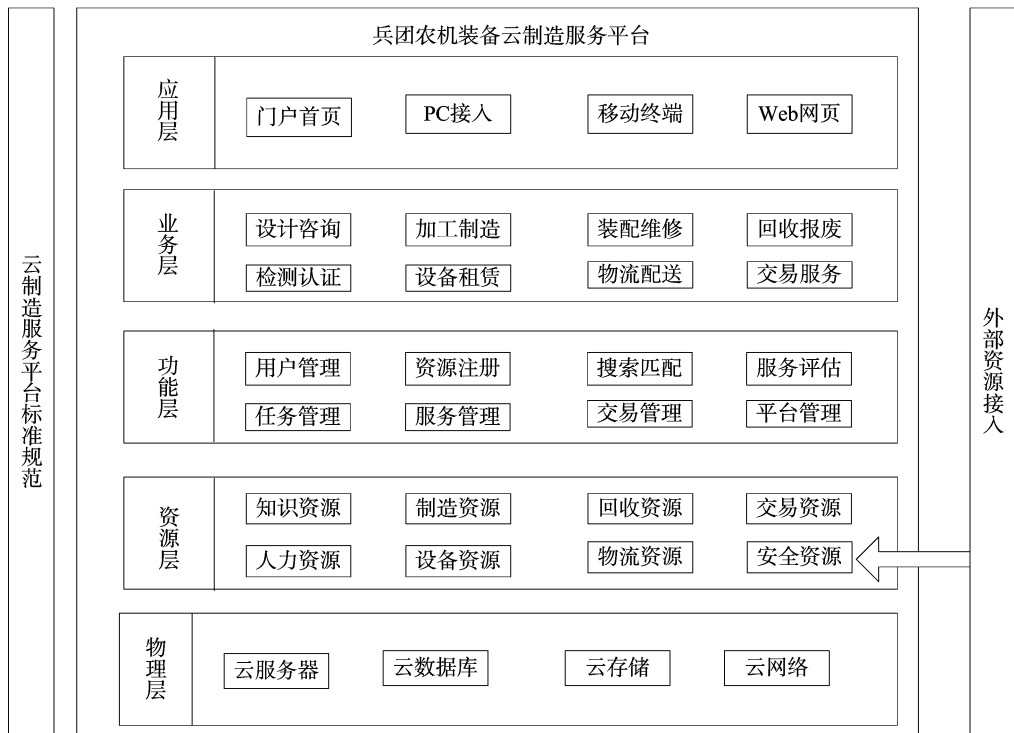 兵团农机装备云制造服务平台
云制造服务平台标准规范
应用层
门户首页 PC接入 移动终端 Web网页
业务层
设计咨询 加工制造 装配维修 回收报废
检测认证 设备租赁 物流配送 交易服务
功能层
用户管理 资源注册 搜索匹配 服务评估
任务管理 服务管理 交易管理 平台管理
资源层
知识资源 制造资源 回收资源 交易资源
人力资源 设备资源 物流资源 安全资源
物理层
云服务器 云数据库 云存储 云网络
外部资源接入